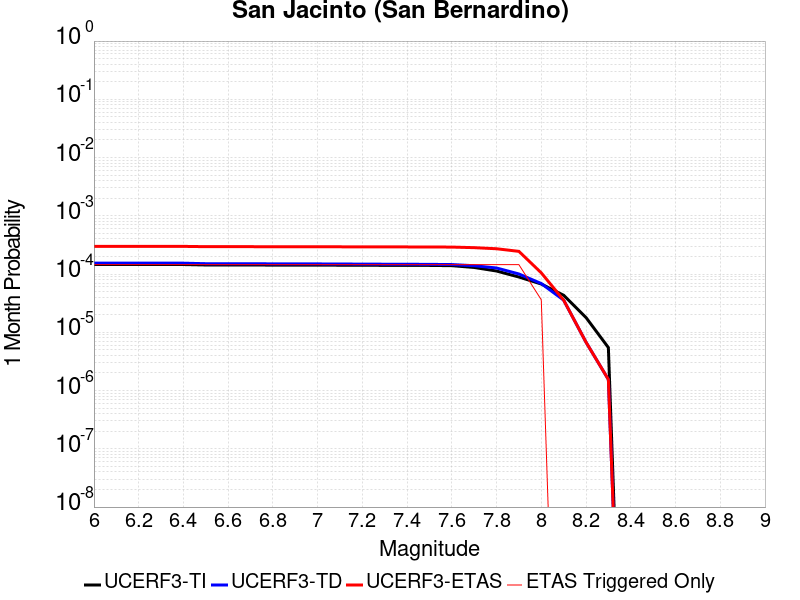 San Jacinto (San Bernardino)
10^0
10^-1
10^-2
10^-3
10^-4
10^-5
10^-6
10^-7
10^-8
1 Month Probability
6 6.2 6.4 6.6 6.8 7 7.2 7.4 7.6 7.8 8 8.2 8.4 8.6 8.8 9
Magnitude
UCERF3-TI UCERF3-TD UCERF3-ETAS ETAS Triggered Only